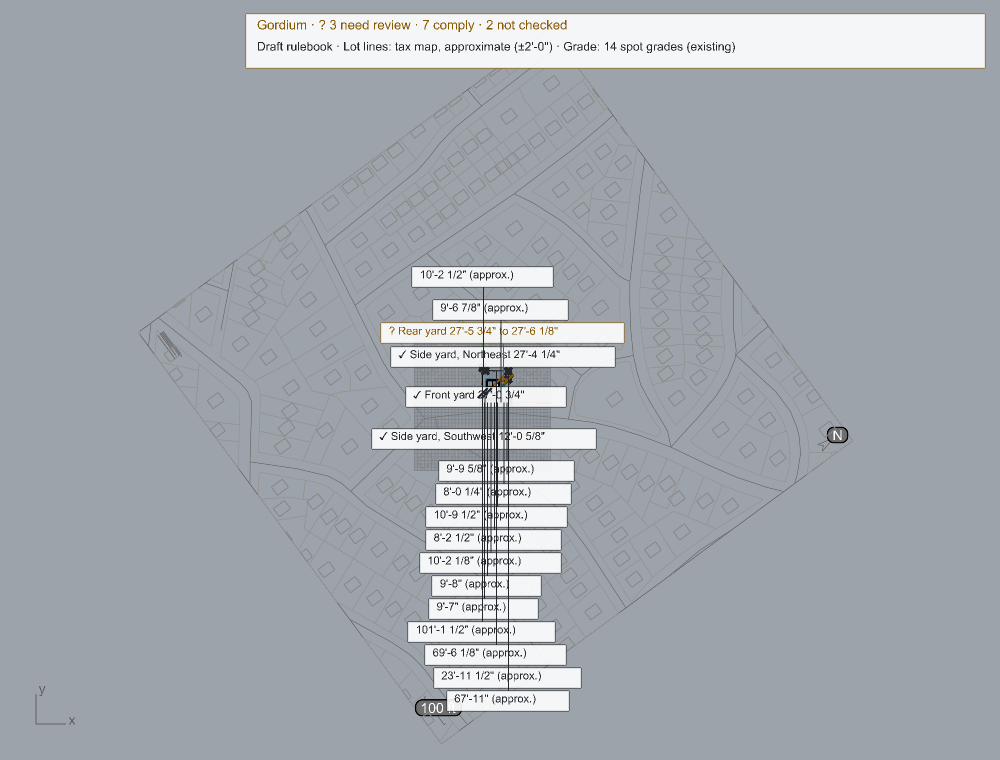 Gordium · ? 3 need review · 7 comply · 2 not checked
Draft rulebook · Lot lines: tax map, approximate (±2'-0") · Grade: 14 spot grades (existing)
10'-2 1/2" (approx.)
9'-6 7/8" (approx.)
? Rear yard 27'-5 3/4" to 27'-6 1/8"
✓ Side yard, Northeast 27'-4 1/4"
✓ Front yard 3/4"
✓ Side yard, Southwest 12'-0 5/8"
N
9'-9 5/8" (approx.)
8'-0 1/4" (approx.)
10'-9 1/2" (approx.)
8'-2 1/2" (approx.)
10'-2 1/8" (approx.)
9'-8" (approx.)
9'-7" (approx.)
101'-1 1/2" (approx.)
69'-6 1/8" (approx.)
23'-11 1/2" (approx.)
67'-11" (approx.)
100
y
x